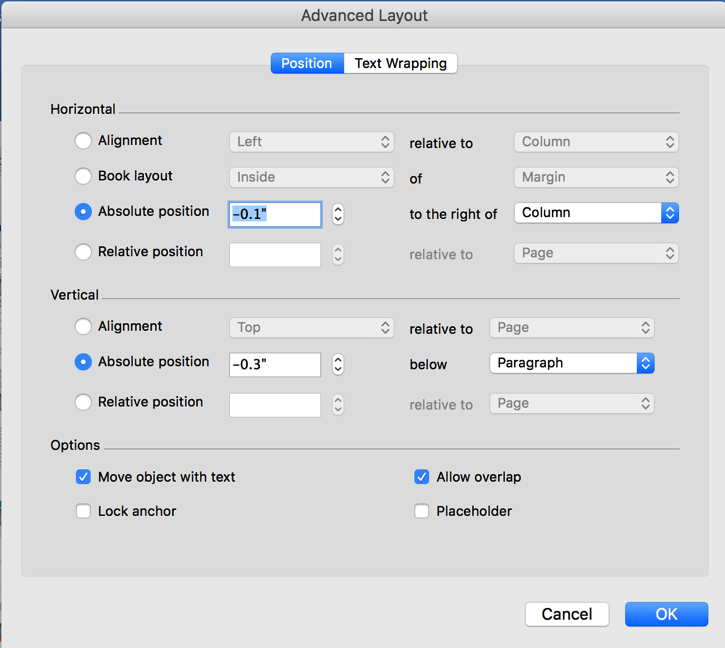 Advanced Layout
Position Text Wrapping
Horizontal
Alignment Left relative to Column
Book layout Inside of Margin
Absolute position −0.1" to the right of Column
Relative position relative to Page
Vertical
Alignment Top relative to Page
Absolute position −0.3" below Paragraph
Relative position relative to Page
Options
Move object with text Allow overlap
Lock anchor Placeholder
Cancel OK